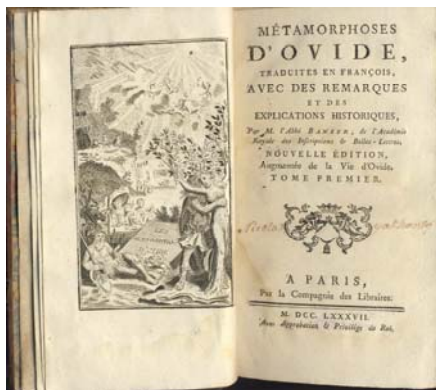 LES
MÉTAMORPHOSES
D'OVIDE,
TRADUITES EN FRANÇOIS,
AVEC DES REMARQUES
ET DES
EXPLICATIONS HISTORIQUES,
Par M. l'Abbé BANIER, de l'Académie
Royale des Inscriptions & Belles-Lettres,
NOUVELLE ÉDITION,
Augmentée de la Vie d'Ovide.
TOME PREMIER.
A PARIS,
Par la Compagnie des Libraires.
M. DCC. LXXXVII.
Avec Approbation & Privilége du Roi.